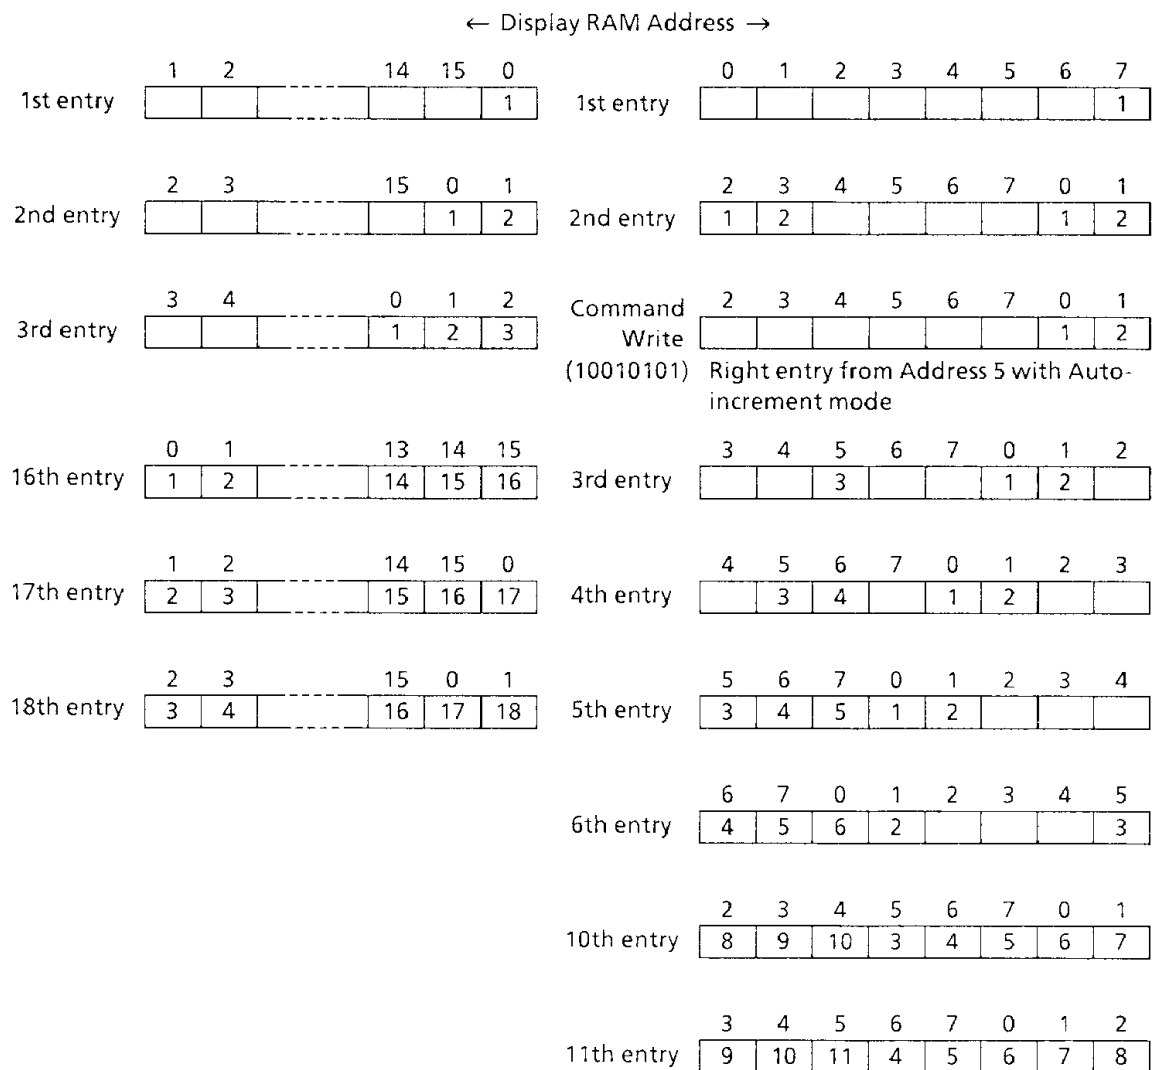 ← Display RAM Address →
1 2 14 15 0
1st entry 1
2 3 15 0 1
2nd entry 1 2
3 4 0 1 2
3rd entry 1 2 3
0 1 13 14 15
16th entry 1 2 14 15 16
1 2 14 15 0
17th entry 2 3 15 16 17
2 3 15 0 1
18th entry 3 4 16 17 18
0 1 2 3 4 5 6 7
1st entry 1
2 3 4 5 6 7 0 1
2nd entry 1 2 1 2
2 3 4 5 6 7 0 1
Command
Write 1 2
(10010101) Right entry from Address 5 with Auto-
increment mode
3 4 5 6 7 0 1 2
3rd entry 3 1 2
4 5 6 7 0 1 2 3
4th entry 3 4 1 2
5 6 7 0 1 2 3 4
5th entry 3 4 5 1 2
6 7 0 1 2 3 4 5
6th entry 4 5 6 2 3
2 3 4 5 6 7 0 1
10th entry 8 9 10 3 4 5 6 7
3 4 5 6 7 0 1 2
11th entry 9 10 11 4 5 6 7 8